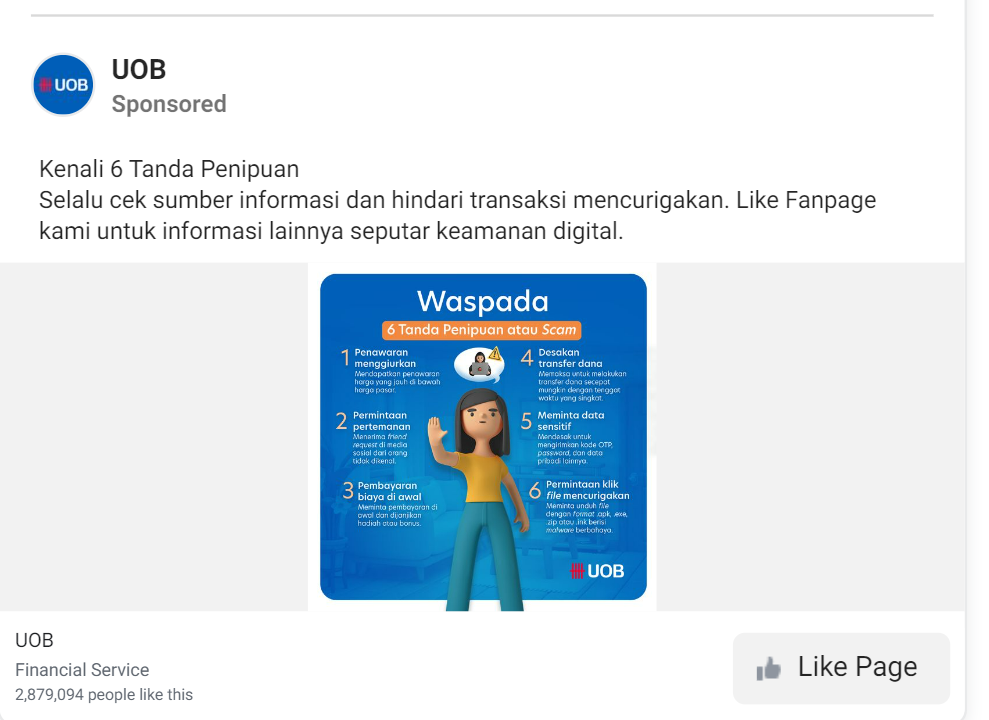 UOB
UOB
Sponsored
Kenali 6 Tanda Penipuan
Selalu cek sumber informasi dan hindari transaksi mencurigakan. Like Fanpage
kami untuk informasi lainnya seputar keamanan digital.
Waspada
6 Tanda Penipuan atau Scam
1 Penawaran
menggiurkan
Mendapatkan penawaran
harga yang jauh di bawah
harga pasar.
2 Permintaan
pertemanan
Menerima friend
request di media
sosial dari orang
tidak dikenal.
3 Pembayaran
biaya di awal
Meminta pembayaran di
awal dan dijanjikan
hadiah atau bonus.
4 Desakan
transfer dana
Memaksa untuk melakukan
transfer dana secepat
mungkin dengan tenggat
waktu yang singkat.
5 Meminta data
sensitif
Mendesak untuk
mengirimkan kode OTP,
password, dan data
pribadi lainnya.
6 Permintaan klik
file mencurigakan
Meminta unduh file
dengan format .apk, .exe,
.zip atau .lnk berisi
malware berbahaya.
UOB
UOB
Financial Service
2,879,094 people like this
Like Page